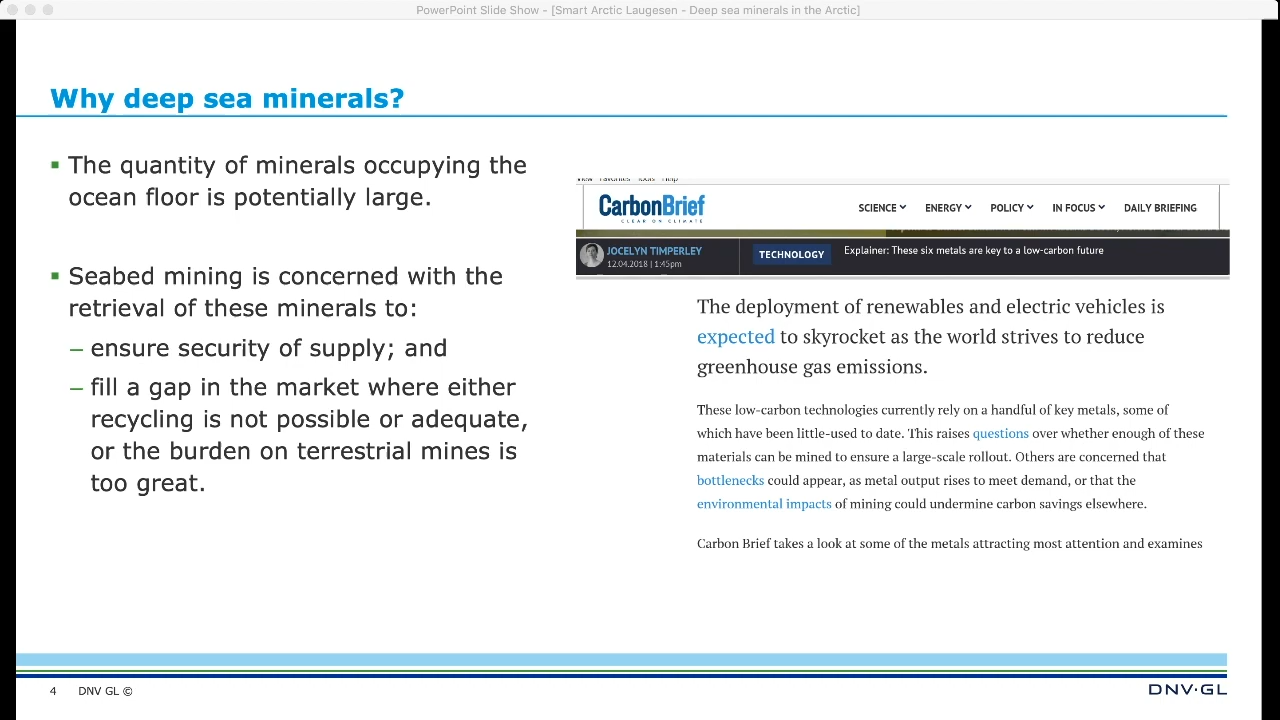 PowerPoint Slide Show - [Smart Arctic Laugesen - Deep sea minerals in the Arctic]
Why deep sea minerals?
The quantity of minerals occupying the
ocean floor is potentially large.
Seabed mining is concerned with the
retrieval of these minerals to:
– ensure security of supply; and
– fill a gap in the market where either
recycling is not possible or adequate,
or the burden on terrestrial mines is
too great.
CarbonBrief
CLEAR ON CLIMATE
SCIENCE ENERGY POLICY IN FOCUS DAILY BRIEFING
JOCELYN TIMPERLEY
12.04.2018 | 1:45pm
TECHNOLOGY
Explainer: These six metals are key to a low-carbon future
The deployment of renewables and electric vehicles is
expected to skyrocket as the world strives to reduce
greenhouse gas emissions.
These low-carbon technologies currently rely on a handful of key metals, some of
which have been little-used to date. This raises questions over whether enough of these
materials can be mined to ensure a large-scale rollout. Others are concerned that
bottlenecks could appear, as metal output rises to meet demand, or that the
environmental impacts of mining could undermine carbon savings elsewhere.
Carbon Brief takes a look at some of the metals attracting most attention and examines
4 DNV GL ©
DNV·GL